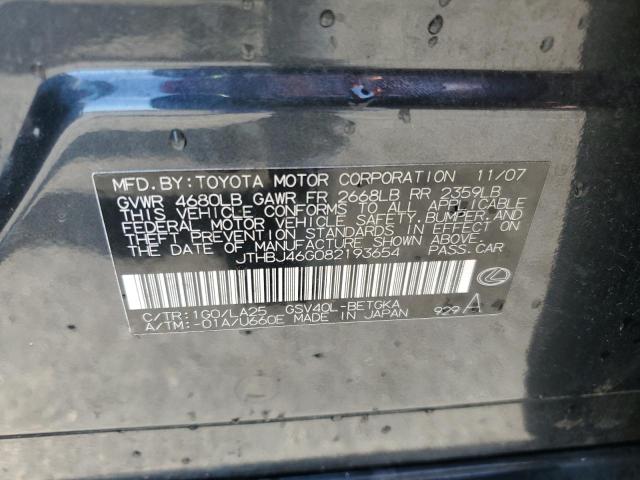 MFD.BY:TOYOTA MOTOR CORPORATION 11/07
GVWR 4680LB GAWR FR 2668LB RR 2359LB
THIS VEHICLE CONFORMS TO ALL APPLICABLE
FEDERAL MOTOR VEHICLE SAFETY, BUMPER, AND
THEFT PREVENTION STANDARDS IN EFFECT ON
THE DATE OF MANUFACTURE SHOWN ABOVE.
JTHBJ46G082193654 PASS.CAR
C/TR:1G0/LA25 GSV40L-BETGKA
A/TM:-01A/U660E MADE IN JAPAN 929 A